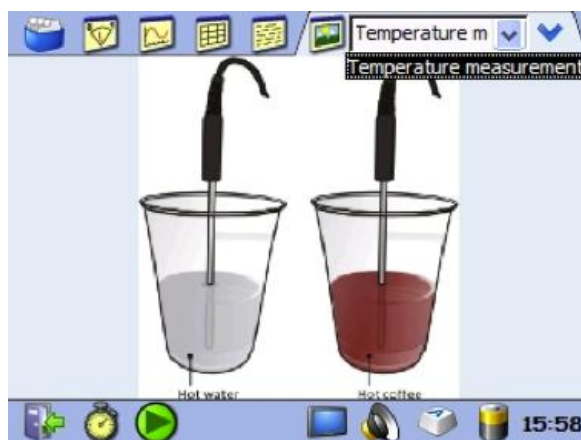 Temperature m
Temperature measurement
Hot water
Hot coffee
15:58